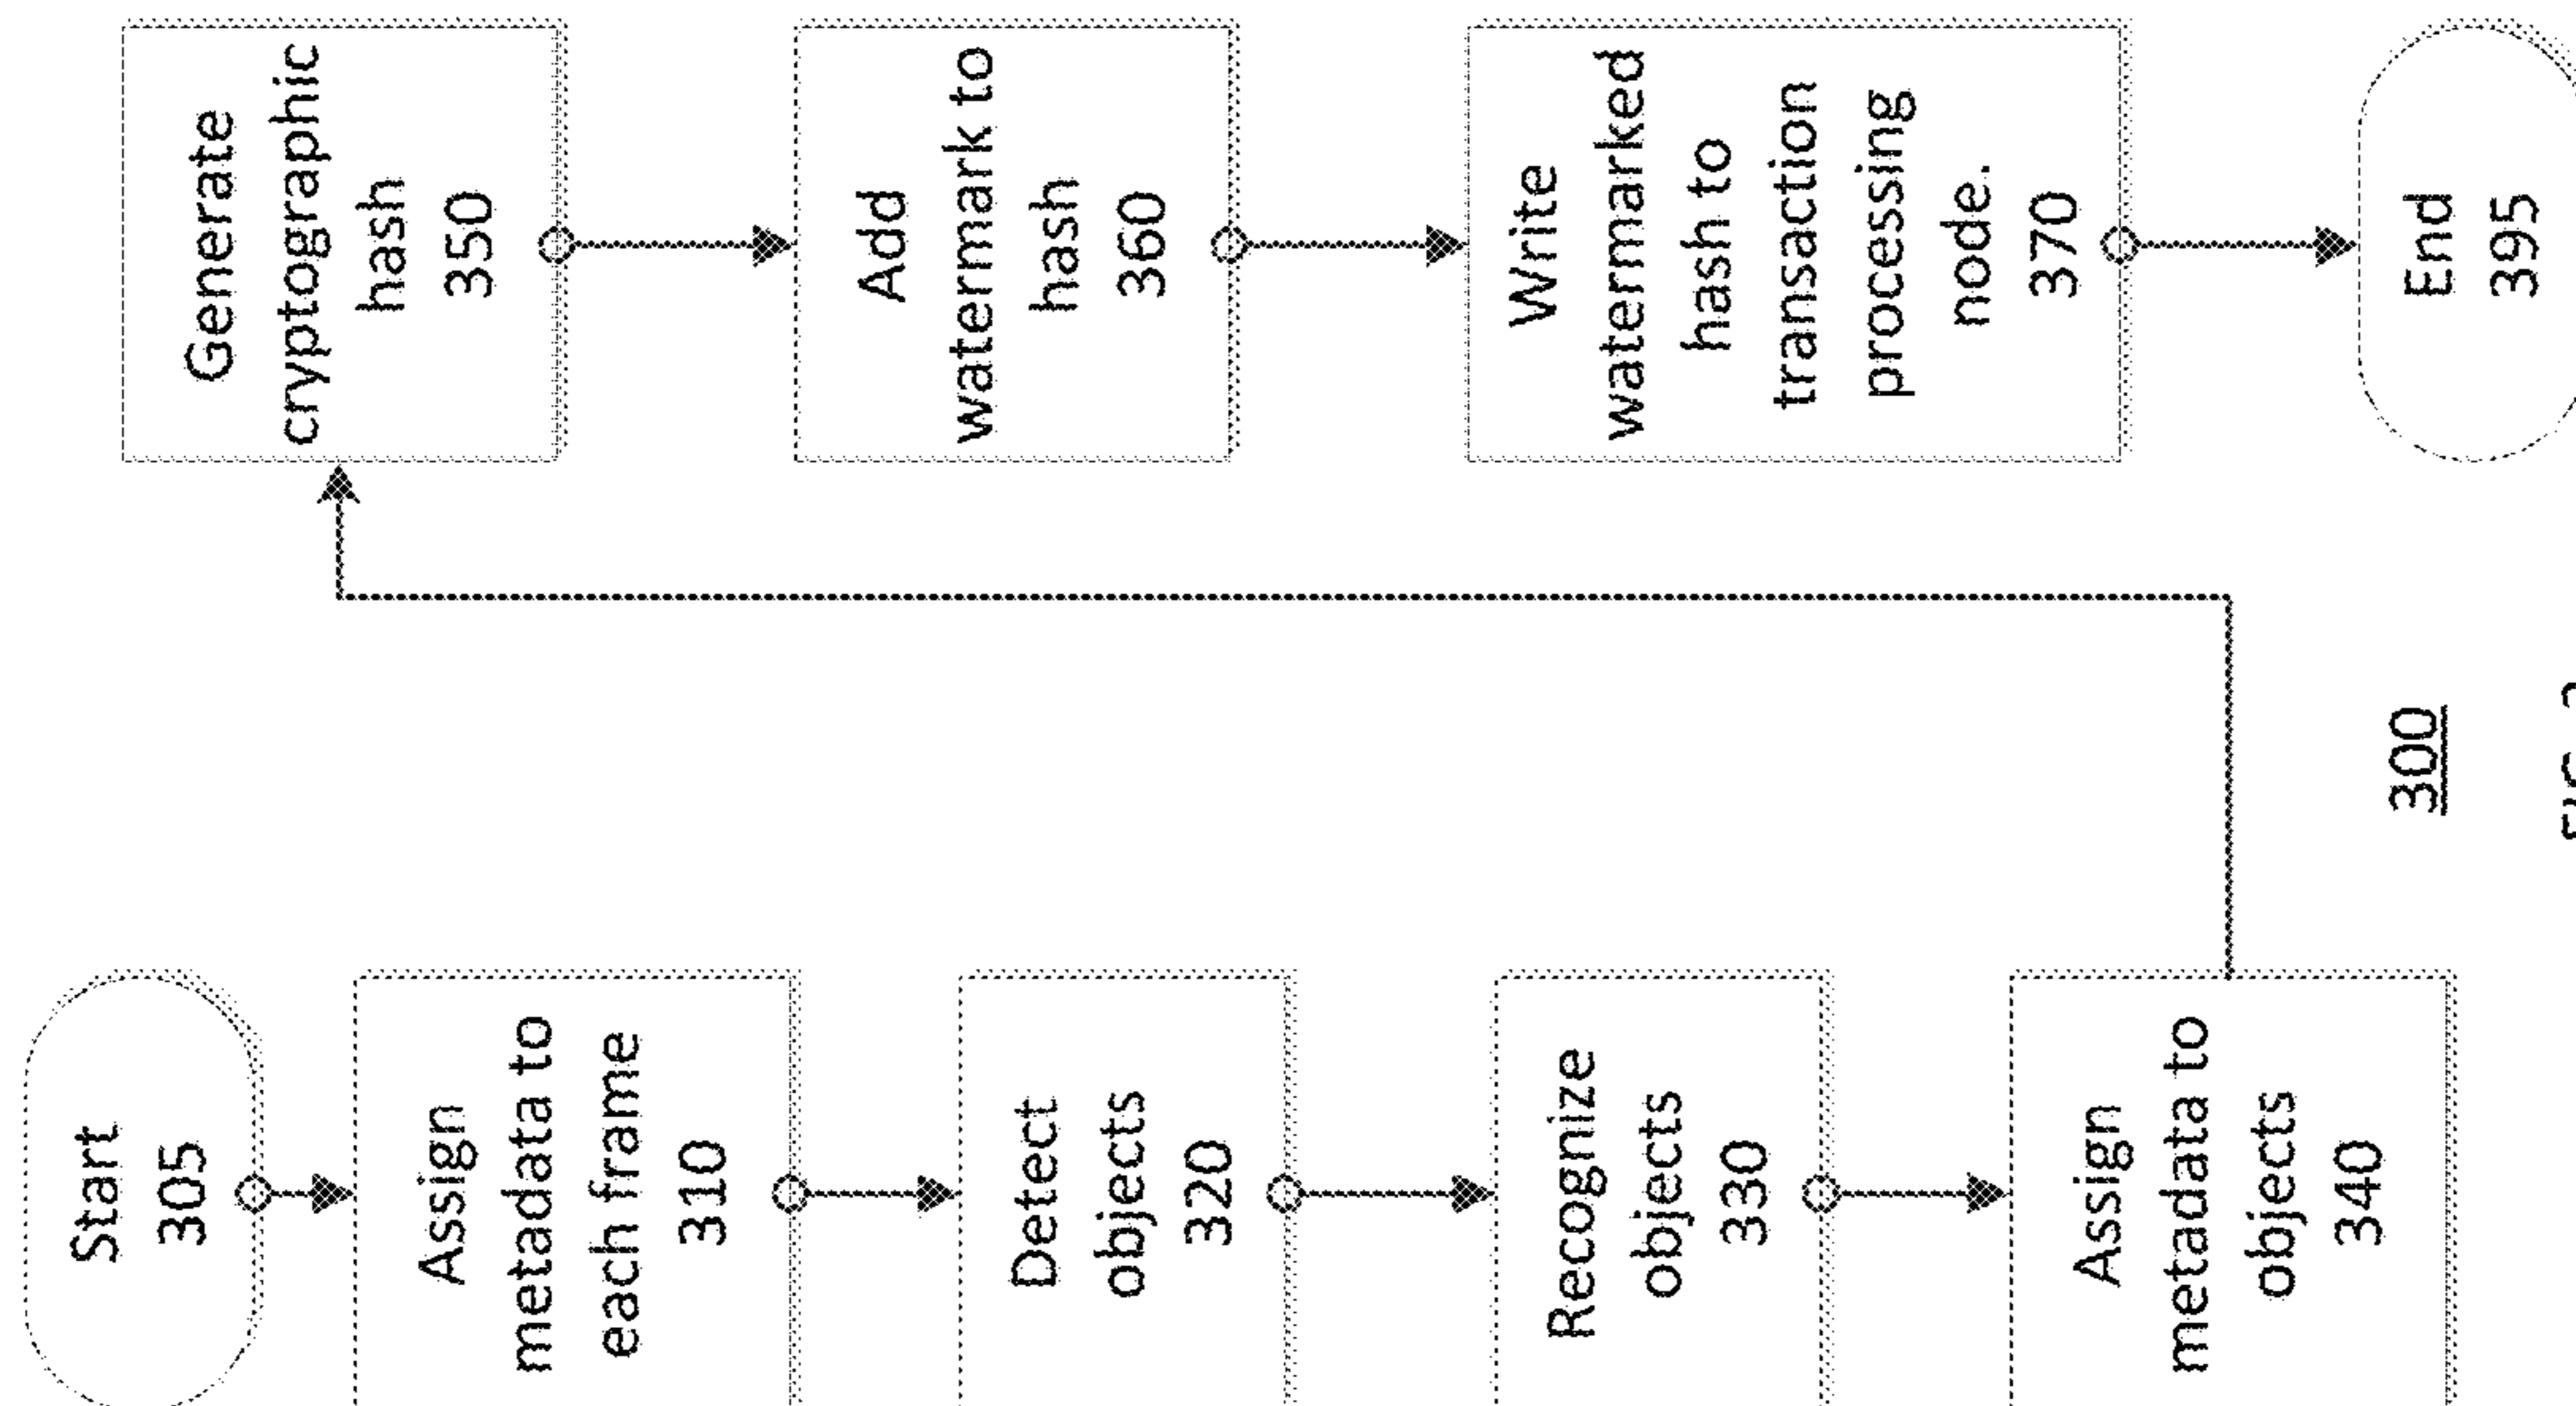 Start
305
Assign
metadata to
each frame
310
Detect
objects
320
Recognize
objects
330
Assign
metadata to
objects
340
Generate
cryptographic
hash
350
Add
watermark to
hash
360
Write
watermarked
hash to
transaction
processing
node.
370
End
395
300